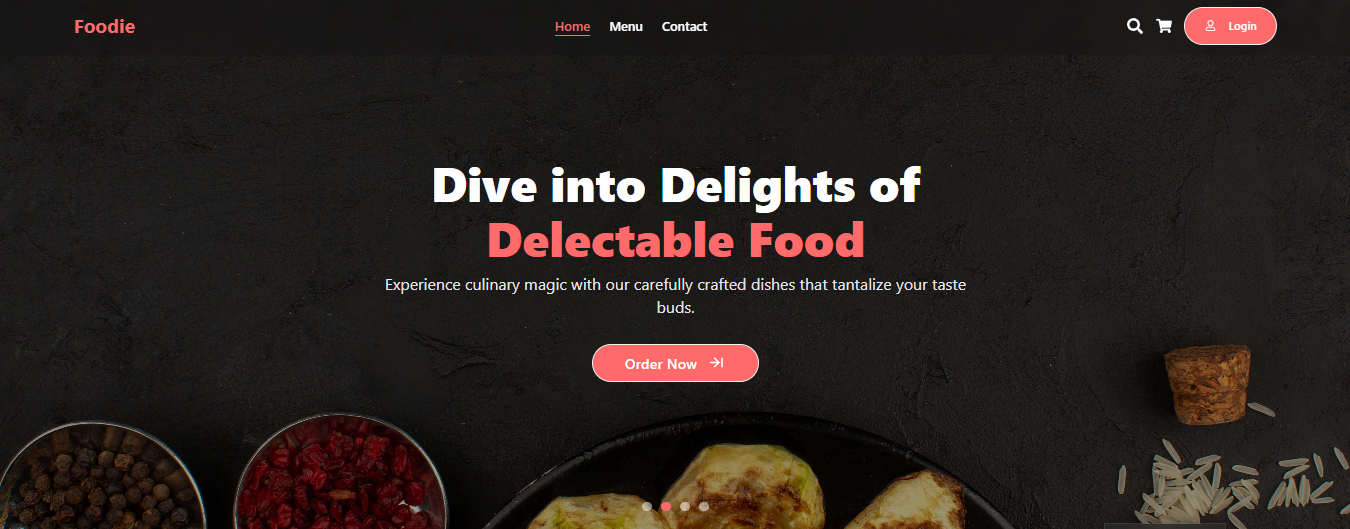 Foodie
Home Menu Contact
Login
Dive into Delights of
Delectable Food
Experience culinary magic with our carefully crafted dishes that tantalize your taste
buds.
Order Now